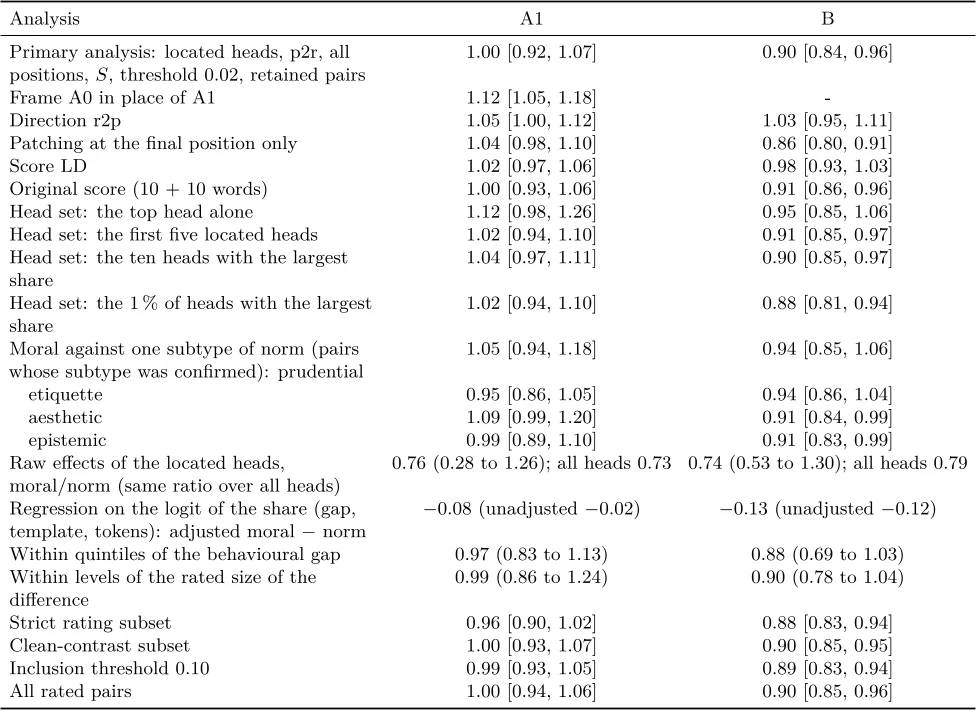 Analysis A1 B
Primary analysis: located heads, p2r, all 1.00 [0.92, 1.07] 0.90 [0.84, 0.96]
positions, S, threshold 0.02, retained pairs
Frame A0 in place of A1 1.12 [1.05, 1.18] -
Direction r2p 1.05 [1.00, 1.12] 1.03 [0.95, 1.11]
Patching at the final position only 1.04 [0.98, 1.10] 0.86 [0.80, 0.91]
Score LD 1.02 [0.97, 1.06] 0.98 [0.93, 1.03]
Original score (10 + 10 words) 1.00 [0.93, 1.06] 0.91 [0.86, 0.96]
Head set: the top head alone 1.12 [0.98, 1.26] 0.95 [0.85, 1.06]
Head set: the first five located heads 1.02 [0.94, 1.10] 0.91 [0.85, 0.97]
Head set: the ten heads with the largest 1.04 [0.97, 1.11] 0.90 [0.85, 0.97]
share
Head set: the 1 % of heads with the largest 1.02 [0.94, 1.10] 0.88 [0.81, 0.94]
share
Moral against one subtype of norm (pairs 1.05 [0.94, 1.18] 0.94 [0.85, 1.06]
whose subtype was confirmed): prudential
etiquette 0.95 [0.86, 1.05] 0.94 [0.86, 1.04]
aesthetic 1.09 [0.99, 1.20] 0.91 [0.84, 0.99]
epistemic 0.99 [0.89, 1.10] 0.91 [0.83, 0.99]
Raw effects of the located heads, 0.76 (0.28 to 1.26); all heads 0.73 0.74 (0.53 to 1.30); all heads 0.79
moral/norm (same ratio over all heads)
Regression on the logit of the share (gap, −0.08 (unadjusted −0.02) −0.13 (unadjusted −0.12)
template, tokens): adjusted moral − norm
Within quintiles of the behavioural gap 0.97 (0.83 to 1.13) 0.88 (0.69 to 1.03)
Within levels of the rated size of the 0.99 (0.86 to 1.24) 0.90 (0.78 to 1.04)
difference
Strict rating subset 0.96 [0.90, 1.02] 0.88 [0.83, 0.94]
Clean-contrast subset 1.00 [0.93, 1.07] 0.90 [0.85, 0.95]
Inclusion threshold 0.10 0.99 [0.93, 1.05] 0.89 [0.83, 0.94]
All rated pairs 1.00 [0.94, 1.06] 0.90 [0.85, 0.96]